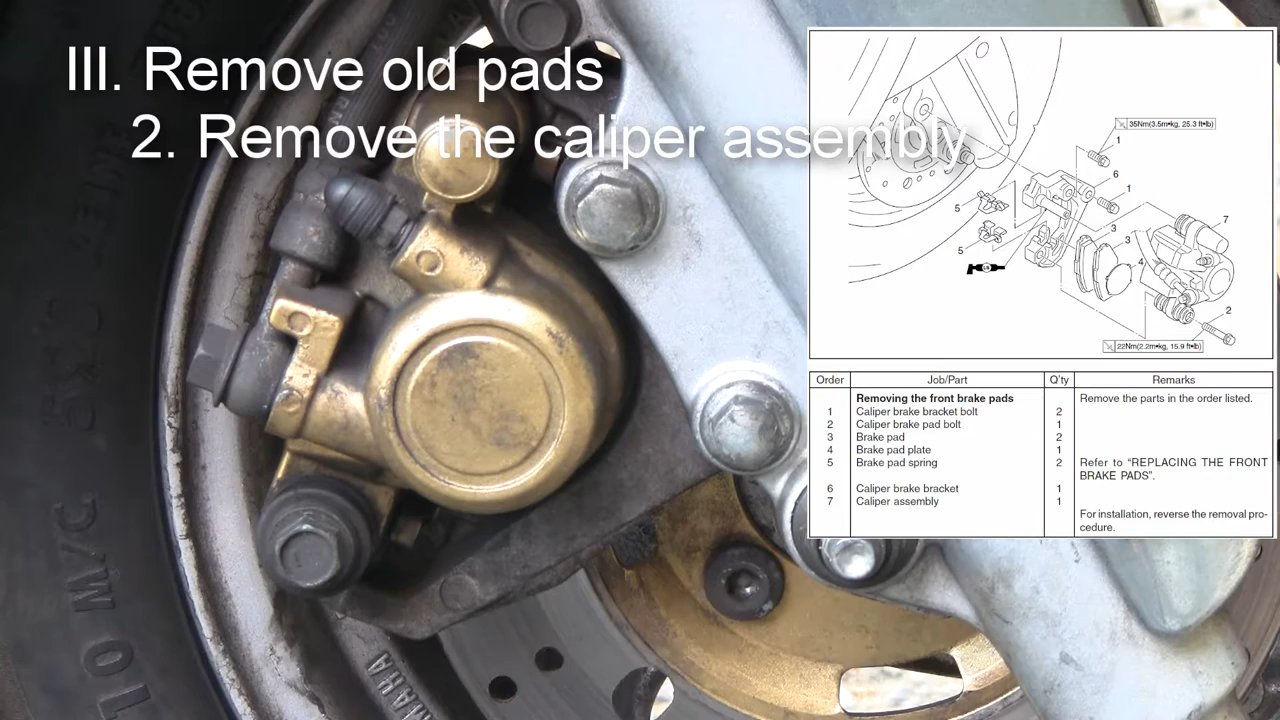 III. Remove old pads
2. Remove the caliper assembly
35Nm(3.5m•kg, 25.3 ft•lb)
1
6
1
5
3
7
3
5
4
LS
2
22Nm(2.2m•kg, 15.9 ft•lb)
Order Job/Part Q'ty Remarks
Removing the front brake pads Remove the parts in the order listed.
1 Caliper brake bracket bolt 2
2 Caliper brake pad bolt 1
3 Brake pad 2
4 Brake pad plate 1
5 Brake pad spring 2 Refer to “REPLACING THE FRONT
BRAKE PADS”.
6 Caliper brake bracket 1
7 Caliper assembly 1
For installation, reverse the removal pro-
cedure.
M/C
YAMAHA